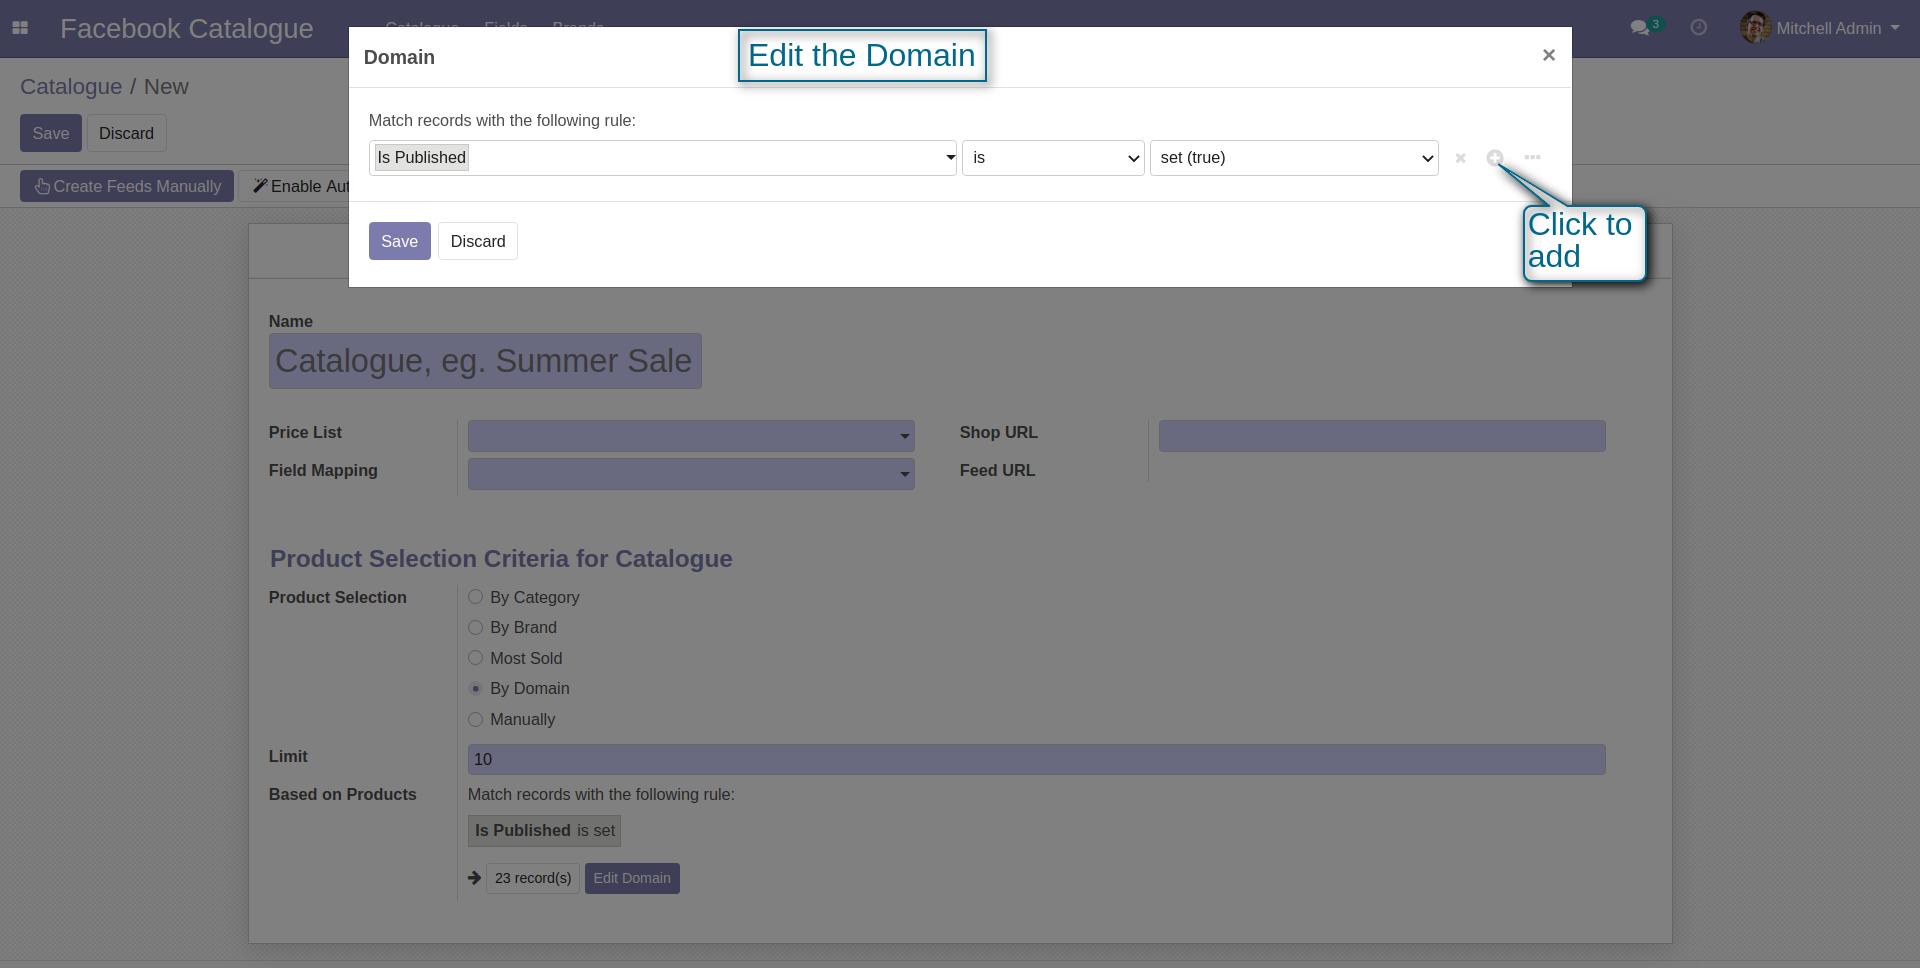 Facebook Catalogue
Catalogue Fields Brands
3
Mitchell Admin
Domain
Edit the Domain
×
Catalogue / New
Save
Discard
Match records with the following rule:
Is Published
is
set (true)
Create Feeds Manually
Enable Aut
Save
Discard
Click to
add
Name
Catalogue, eg. Summer Sale
Price List
Shop URL
Field Mapping
Feed URL
Product Selection Criteria for Catalogue
Product Selection
By Category
By Brand
Most Sold
By Domain
Manually
Limit
10
Based on Products
Match records with the following rule:
Is Published is set
23 record(s)
Edit Domain